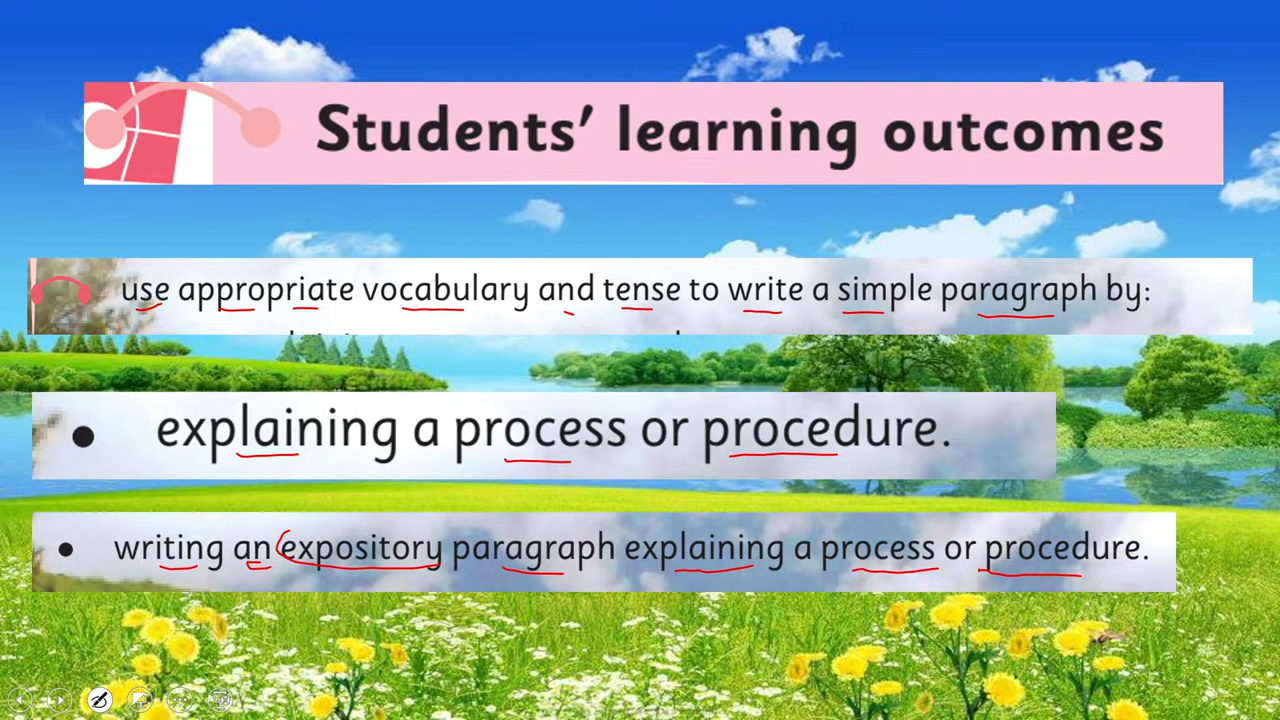 Students' learning outcomes
use appropriate vocabulary and tense to write a simple paragraph by:
• explaining a process or procedure.
• writing an expository paragraph explaining a process or procedure.